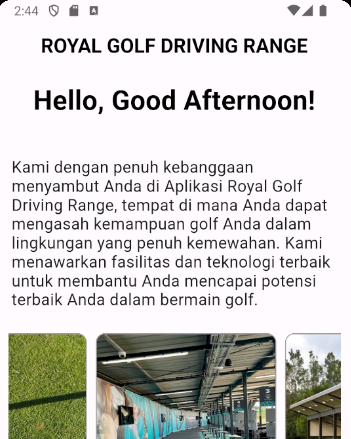 2:44
ROYAL GOLF DRIVING RANGE
Hello, Good Afternoon!
Kami dengan penuh kebanggaan
menyambut Anda di Aplikasi Royal Golf
Driving Range, tempat di mana Anda dapat
mengasah kemampuan golf Anda dalam
lingkungan yang penuh kemewahan. Kami
menawarkan fasilitas dan teknologi terbaik
untuk membantu Anda mencapai potensi
terbaik Anda dalam bermain golf.